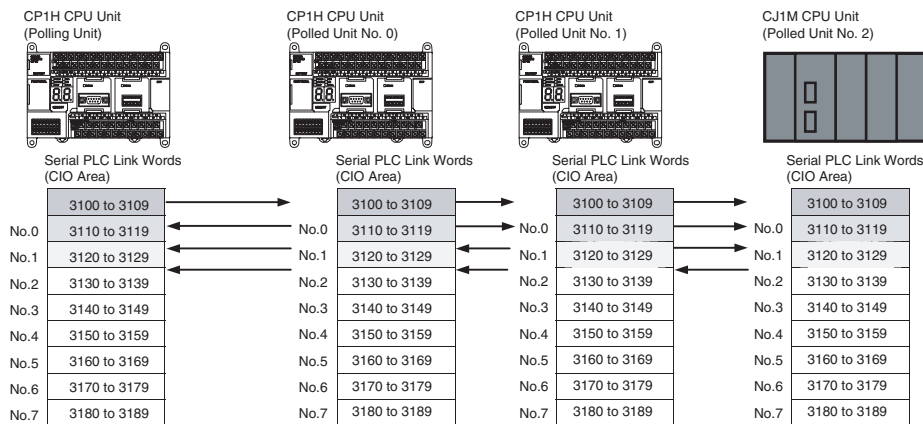 CP1H CPU Unit
(Polling Unit)
CP1H CPU Unit
(Polled Unit No. 0)
CP1H CPU Unit
(Polled Unit No. 1)
CJ1M CPU Unit
(Polled Unit No. 2)
Serial PLC Link Words
(CIO Area)
3100 to 3109
No.0 3110 to 3119
No.1 3120 to 3129
No.2 3130 to 3139
No.3 3140 to 3149
No.4 3150 to 3159
No.5 3160 to 3169
No.6 3170 to 3179
No.7 3180 to 3189
Serial PLC Link Words
(CIO Area)
3100 to 3109
No.0 3110 to 3119
No.1 3120 to 3129
No.2 3130 to 3139
No.3 3140 to 3149
No.4 3150 to 3159
No.5 3160 to 3169
No.6 3170 to 3179
No.7 3180 to 3189
Serial PLC Link Words
(CIO Area)
3100 to 3109
No.0 3110 to 3119
No.1 3120 to 3129
No.2 3130 to 3139
No.3 3140 to 3149
No.4 3150 to 3159
No.5 3160 to 3169
No.6 3170 to 3179
No.7 3180 to 3189
Serial PLC Link Words
(CIO Area)
3100 to 3109
No.0 3110 to 3119
No.1 3120 to 3129
No.2 3130 to 3139
No.3 3140 to 3149
No.4 3150 to 3159
No.5 3160 to 3169
No.6 3170 to 3179
No.7 3180 to 3189